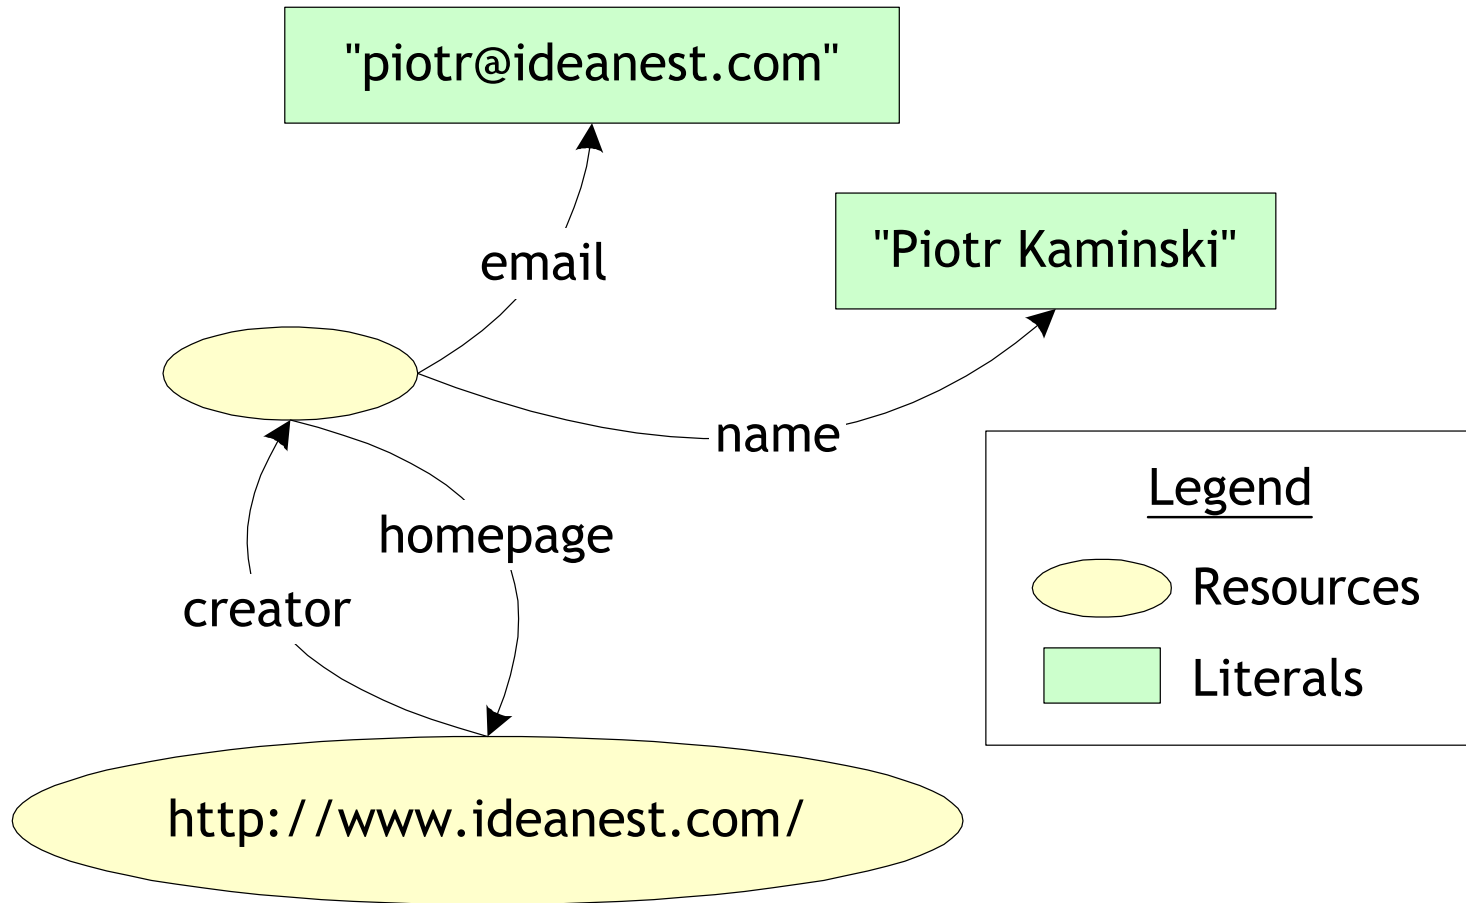 "piotr@ideanest.com"
"Piotr Kaminski"
email
name
homepage
creator
http://www.ideanest.com/
Legend
Resources
Literals